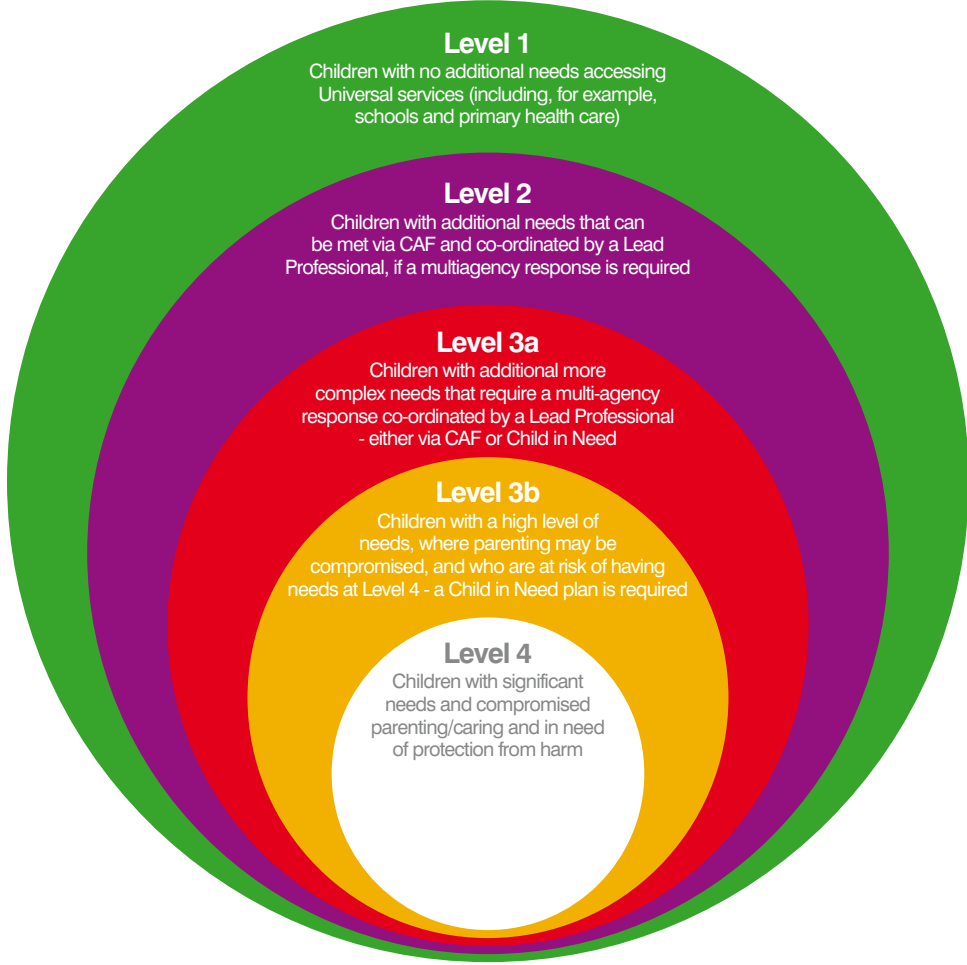 Level 1
Children with no additional needs accessing
Universal services (including, for example,
schools and primary health care)
Level 2
Children with additional needs that can
be met via CAF and co-ordinated by a Lead
Professional, if a multiagency response is required
Level 3a
Children with additional more
complex needs that require a multi-agency
response co-ordinated by a Lead Professional
- either via CAF or Child in Need
Level 3b
Children with a high level of
needs, where parenting may be
compromised, and who are at risk of having
needs at Level 4 - a Child in Need plan is required
Level 4
Children with significant
needs and compromised
parenting/caring and in need
of protection from harm